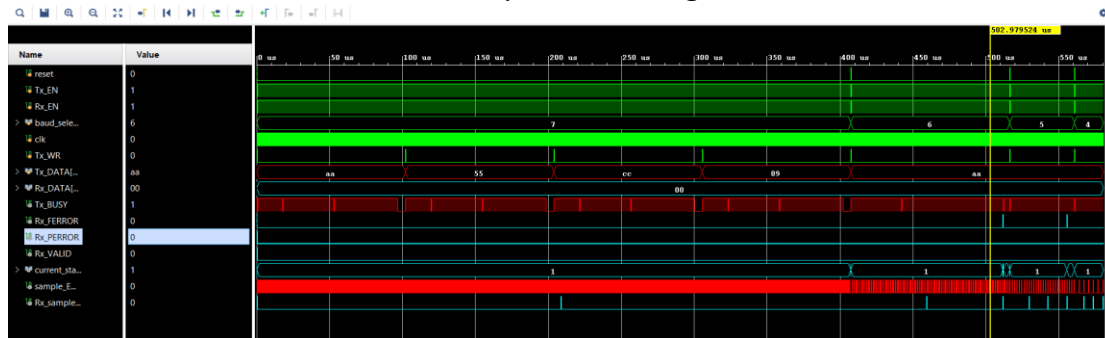 502.979524 us
Name Value
0 us 50 us 100 us 150 us 200 us 250 us 300 us 350 us 400 us 450 us 500 us 550 us
reset 0
Tx_EN 1
Rx_EN 1
baud_sele... 6 7 6 5 4
clk 0
Tx_WR 0
Tx_DATA[... aa aa 55 cc 89 aa
Rx_DATA[... 00 00
Tx_BUSY 1
Rx_FERROR 0
Rx_PERROR 0
Rx_VALID 0
current_sta... 1 1 1 1 1
sample_E... 0
Rx_sample... 0